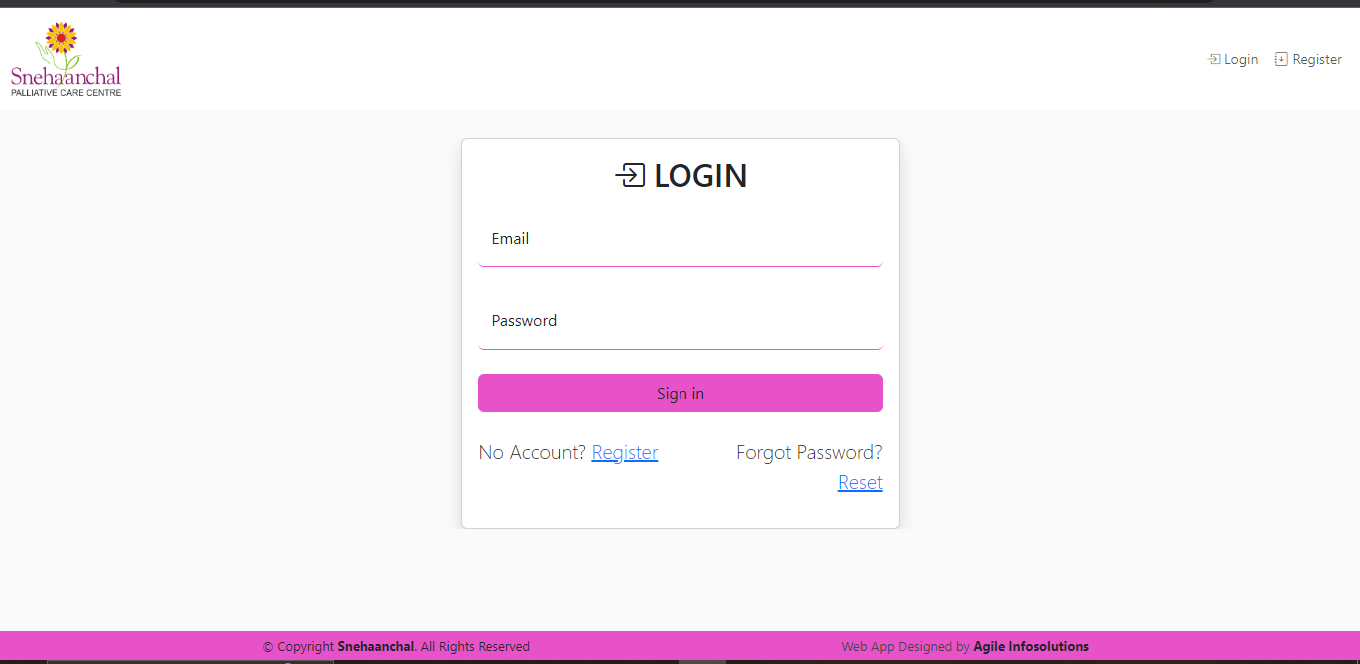 Snehaanchal
PALLIATIVE CARE CENTRE
Login Register
LOGIN
Email
Password
Sign in
No Account? Register
Forgot Password?
Reset
© Copyright Snehaanchal. All Rights Reserved
Web App Designed by Agile Infosolutions